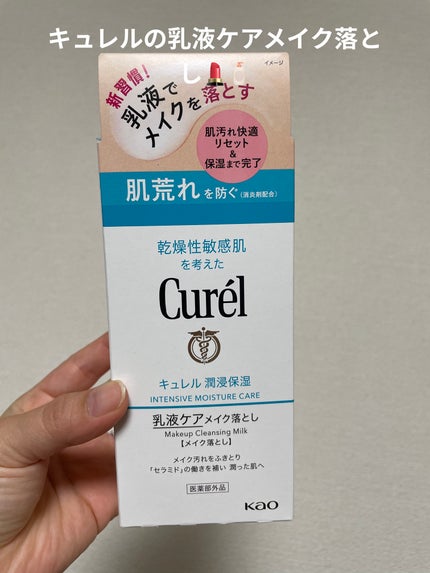 キュレルの乳液ケアメイク落と
し💄
イメージ
新習慣!
乳液で
メイクを落とす
肌汚れ快適
リセット
&
保湿まで完了
肌荒れを防ぐ(消炎剤配合)
乾燥性敏感肌
を考えた
Curél
キュレル 潤浸保湿
INTENSIVE MOISTURE CARE
乳液ケアメイク落とし
Makeup Cleansing Milk
【メイク落とし】
メイク汚れをふきとり
「セラミド」の働きを補い 潤った肌へ
医薬部外品
Kao